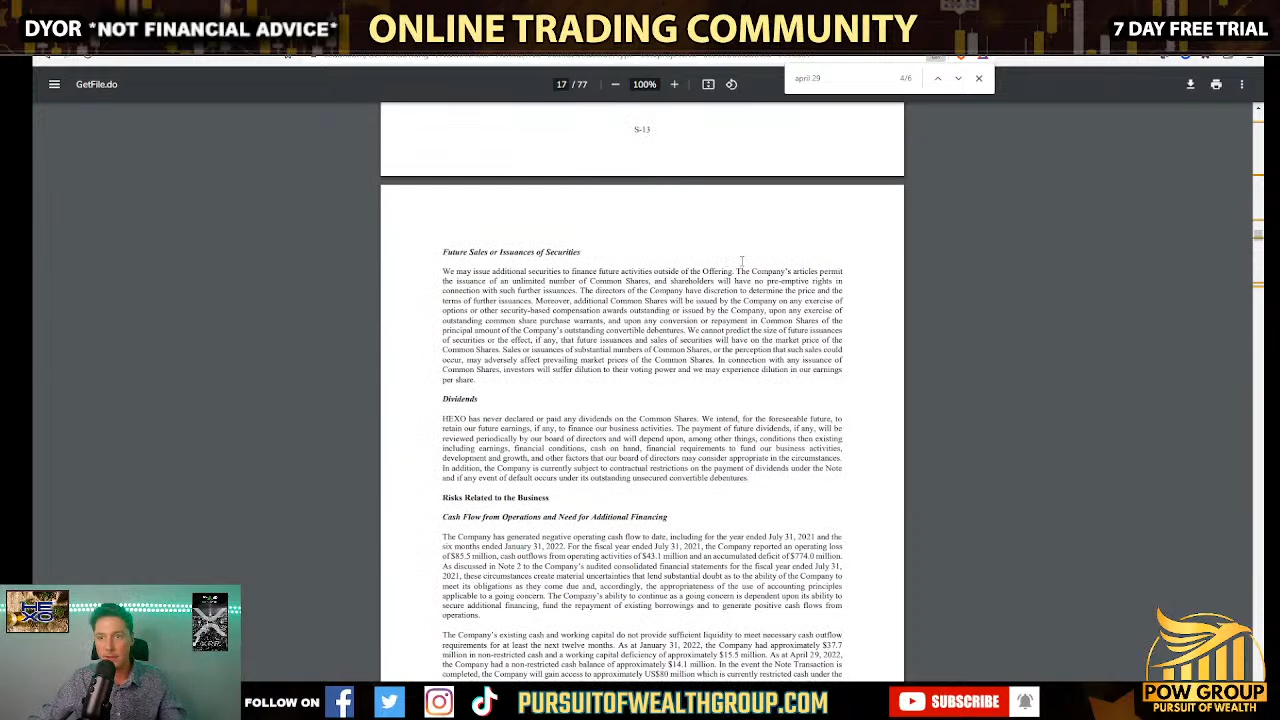 DYOR *NOT FINANCIAL ADVICE*
ONLINE TRADING COMMUNITY
7 DAY FREE TRIAL
GetFiledo
17 / 77
100%
april 29
4/6
S-13
Future Sales or Issuances of Securities
We may issue additional securities to finance future activities outside of the Offering. The Company's articles permit
the issuance of an unlimited number of Common Shares, and shareholders will have no pre-emptive rights in
connection with such further issuances. The directors of the Company have discretion to determine the price and the
terms of further issuances. Moreover, additional Common Shares will be issued by the Company on any exercise of
options or other security-based compensation awards outstanding or issued by the Company, upon any exercise of
outstanding common share purchase warrants, and upon any conversion or repayment in Common Shares of the
principal amount of the Company's outstanding convertible debentures. We cannot predict the size of future issuances
of securities or the effect, if any, that future issuances and sales of securities will have on the market price of the
Common Shares. Sales or issuances of substantial numbers of Common Shares, or the perception that such sales could
occur, may adversely affect prevailing market prices of the Common Shares. In connection with any issuance of
Common Shares, investors will suffer dilution to their voting power and we may experience dilution in our earnings
per share.
Dividends
HEXO has never declared or paid any dividends on the Common Shares. We intend, for the foreseeable future, to
retain our future earnings, if any, to finance our business activities. The payment of future dividends, if any, will be
reviewed periodically by our board of directors and will depend upon, among other things, conditions then existing
including earnings, financial conditions, cash on hand, financial requirements to fund our business activities,
development and growth, and other factors that our board of directors may consider appropriate in the circumstances.
In addition, the Company is currently subject to contractual restrictions on the payment of dividends under the Note
and if any event of default occurs under its outstanding unsecured convertible debentures.
Risks Related to the Business
Cash Flow from Operations and Need for Additional Financing
The Company has generated negative operating cash flow to date, including for the year ended July 31, 2021 and the
six months ended January 31, 2022. For the fiscal year ended July 31, 2021, the Company reported an operating loss
of $85.5 million, cash outflows from operating activities of $43.1 million and an accumulated deficit of $774.0 million.
As discussed in Note 2 to the Company's audited consolidated financial statements for the fiscal year ended July 31,
2021, these circumstances create material uncertainties that lend substantial doubt as to the ability of the Company to
meet its obligations as they come due and, accordingly, the appropriateness of the use of accounting principles
applicable to a going concern. The Company's ability to continue as a going concern is dependent upon its ability to
secure additional financing, fund the repayment of existing borrowings and to generate positive cash flows from
operations.
The Company's existing cash and working capital do not provide sufficient liquidity to meet necessary cash outflow
requirements for at least the next twelve months. As at January 31, 2022, the Company had approximately $37.7
million in non-restricted cash and a working capital deficiency of approximately $15.5 million. As at April 29, 2022,
the Company had a non-restricted cash balance of approximately $14.1 million. In the event the Note Transaction is
completed, the Company will gain access to approximately US$80 million which is currently restricted cash under the
FOLLOW ON
PURSUITOFWEALTHGROUP.COM
SUBSCRIBE
POW GROUP
PURSUIT OF WEALTH